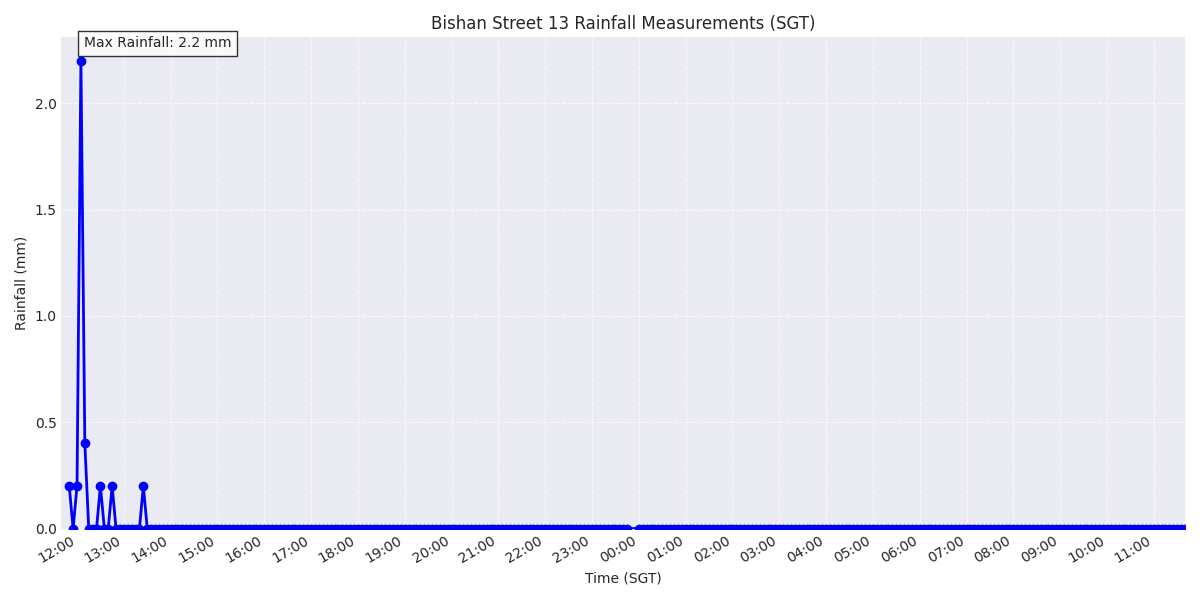 Bishan Street 13 Rainfall Measurements (SGT)
Max Rainfall: 2.2 mm
2.0
1.5
1.0
0.5
0.0
Rainfall (mm)
12:00 13:00 14:00 15:00 16:00 17:00 18:00 19:00 20:00 21:00 22:00 23:00 00:00 01:00 02:00 03:00 04:00 05:00 06:00 07:00 08:00 09:00 10:00 11:00
Time (SGT)